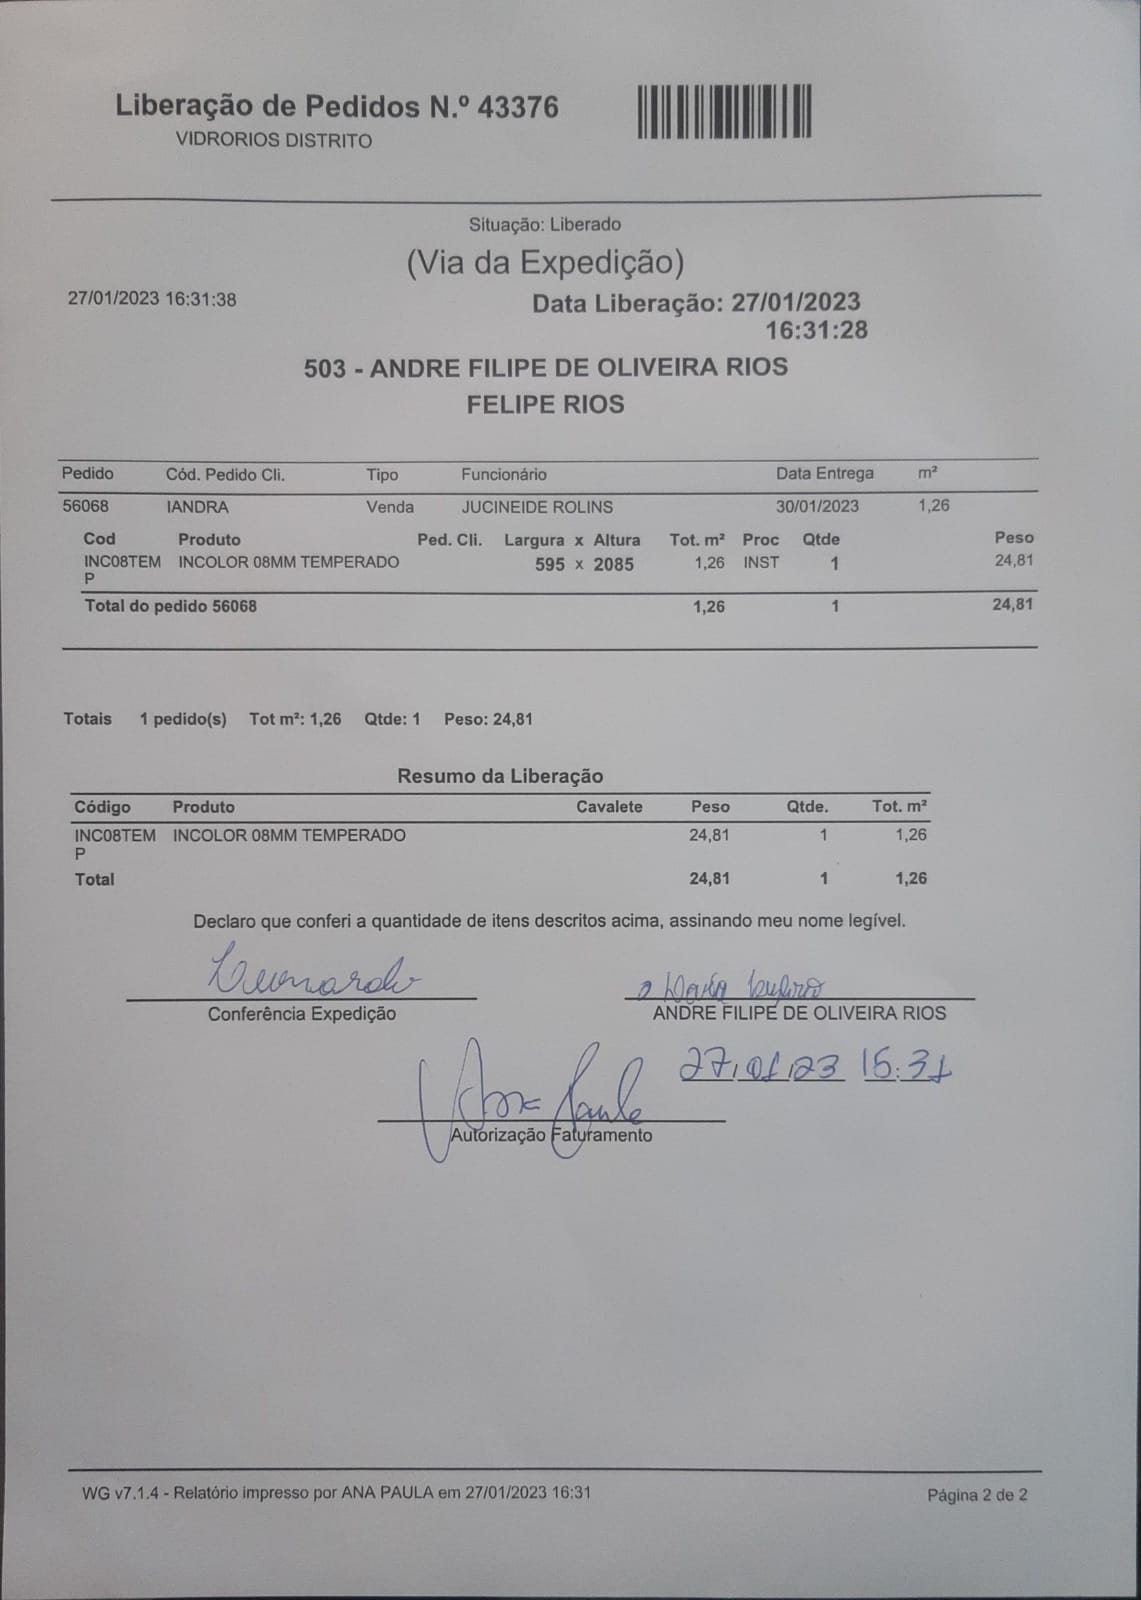 Liberação de Pedidos N.º 43376
VIDRORIOS DISTRITO
Situação: Liberado
(Via da Expedição)
27/01/2023 16:31:38
Data Liberação: 27/01/2023
16:31:28
503 - ANDRE FILIPE DE OLIVEIRA RIOS
FELIPE RIOS
Pedido Cód. Pedido Cli. Tipo Funcionário Data Entrega m²
56068 IANDRA Venda JUCINEIDE ROLINS 30/01/2023 1,26
Cod Produto Ped. Cli. Largura x Altura Tot. m² Proc Qtde Peso
INC08TEM INCOLOR 08MM TEMPERADO 595 x 2085 1,26 INST 1 24,81
P
Total do pedido 56068 1,26 1 24,81
Totais 1 pedido(s) Tot m²: 1,26 Qtde: 1 Peso: 24,81
Resumo da Liberação
Código Produto Cavalete Peso Qtde. Tot. m²
INC08TEM INCOLOR 08MM TEMPERADO 24,81 1 1,26
P
Total 24,81 1 1,26
Declaro que conferi a quantidade de itens descritos acima, assinando meu nome legível.
Leonardo
Conferência Expedição ANDRE FILIPE DE OLIVEIRA RIOS
27/01/23 15:31
Ana Paula
Autorização Faturamento
WG v7.1.4 - Relatório impresso por ANA PAULA em 27/01/2023 16:31
Página 2 de 2